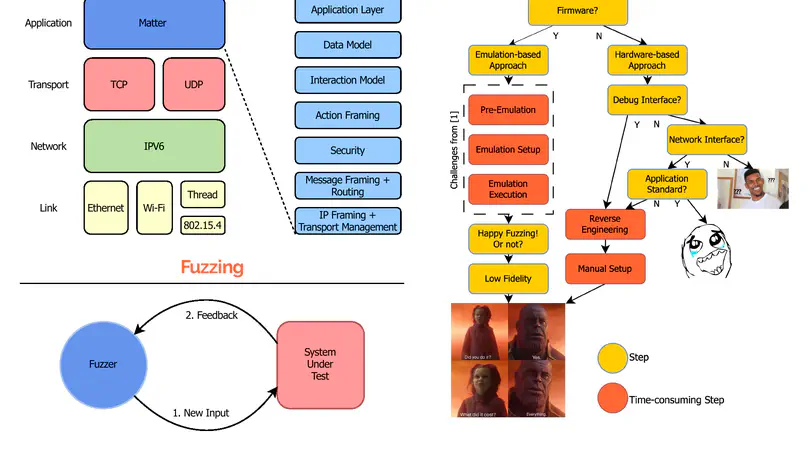 Application
Matter
Transport
TCP
UDP
Network
IPV6
Link
Ethernet
Wi-Fi
Thread
802.15.4
Application Layer
Data Model
Interaction Model
Action Framing
Security
Message Framing +
Routing
IP Framing +
Transport Management
Fuzzing
2. Feedback
Fuzzer
System
Under
Test
1. New Input
Firmware?
Y
N
Emulation-based
Approach
Hardware-based
Approach
Challenges from [1]
Pre-Emulation
Emulation Setup
Emulation
Execution
Debug Interface?
Y
N
Network Interface?
Y
N
Application
Standard?
???
???
N
Y
Reverse
Engineering
Happy Fuzzing!
Or not?
Manual Setup
Low Fidelity
Did you do it?
Yes.
What did it cost?
Everything.
Step
Time-consuming Step